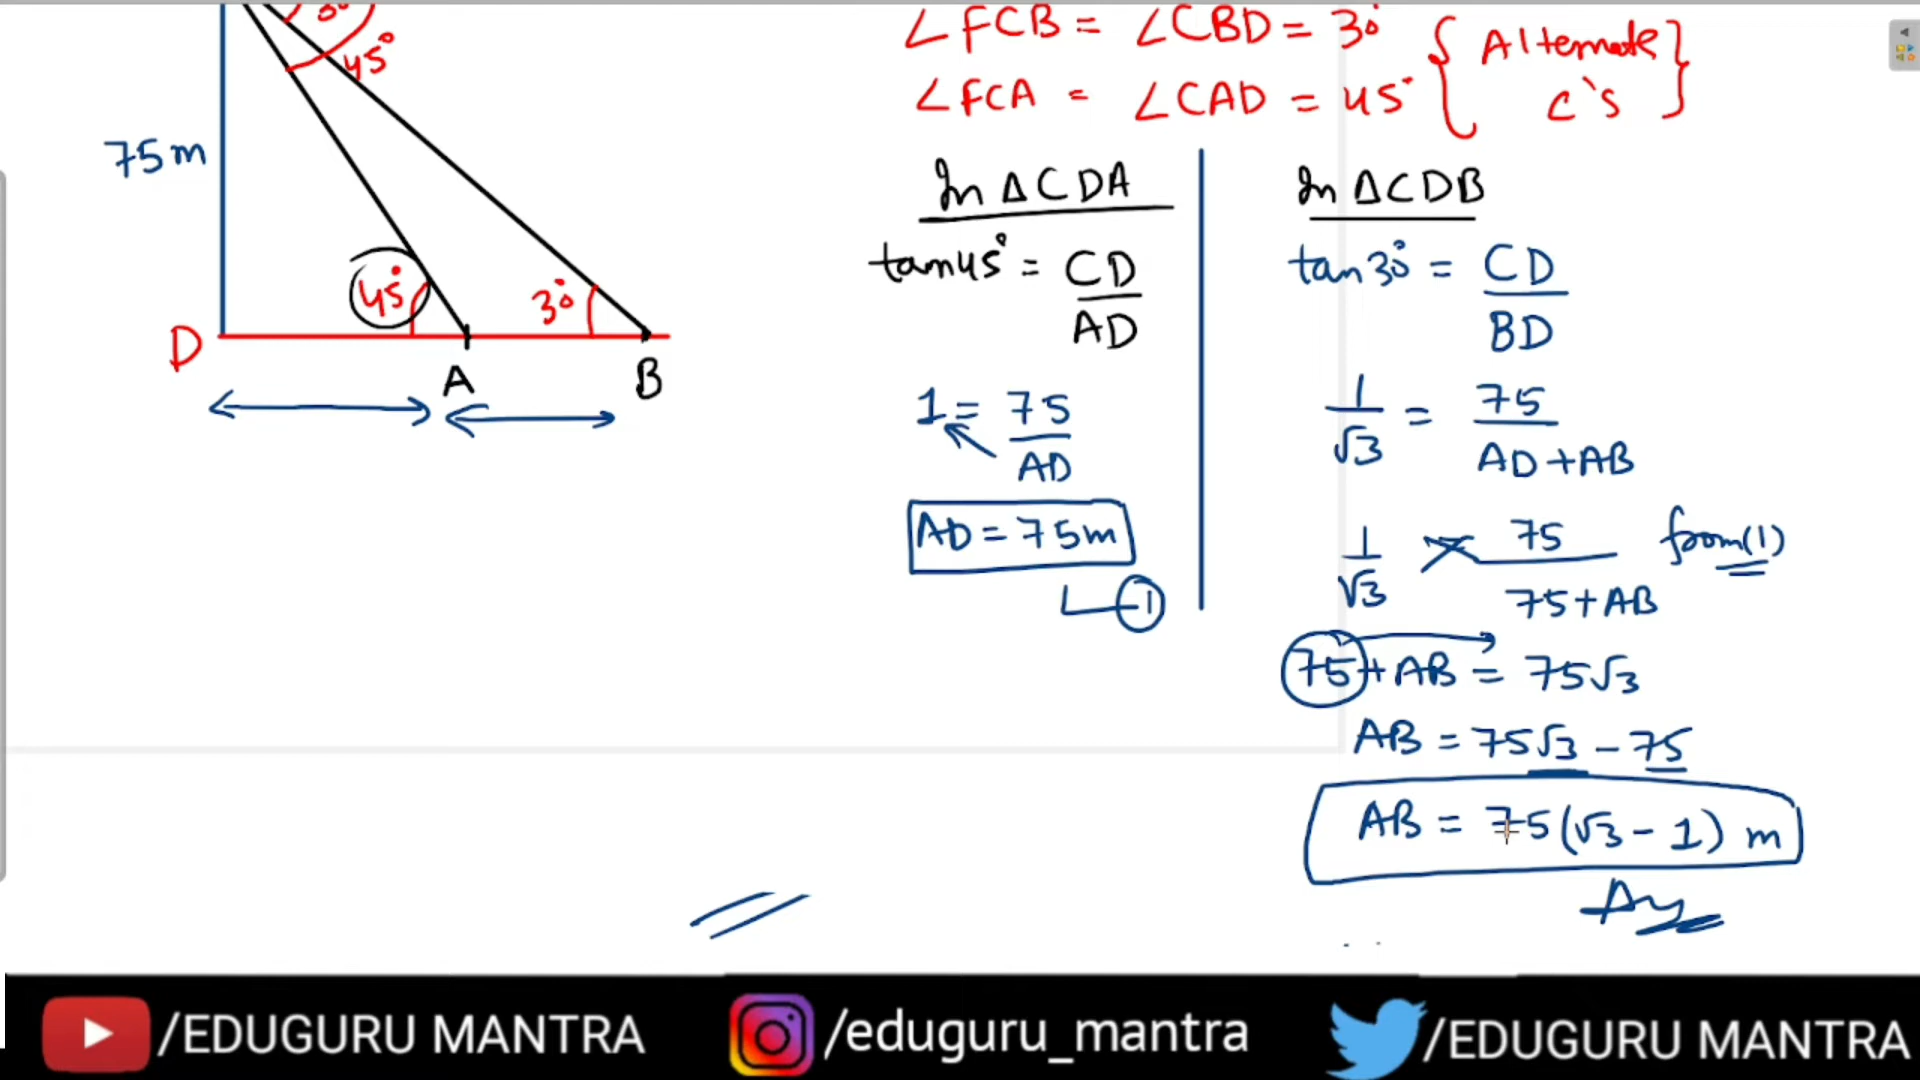 ∠FCB = ∠CBD = 30°
∠FCA = ∠CAD = 45°
{ Alternate ∠'s }
45°
75m
45°
30°
D
A
B
In ΔCDA
tan45° = CD/AD
1 = 75/AD
AD = 75m
①
In ΔCDB
tan30° = CD/BD
1/√3 = 75/AD+AB
1/√3 = 75/75+AB from(1)
75+AB = 75√3
AB = 75√3 - 75
AB = 75(√3 - 1) m
Ans
/EDUGURU MANTRA
/eduguru_mantra
/EDUGURU MANTRA